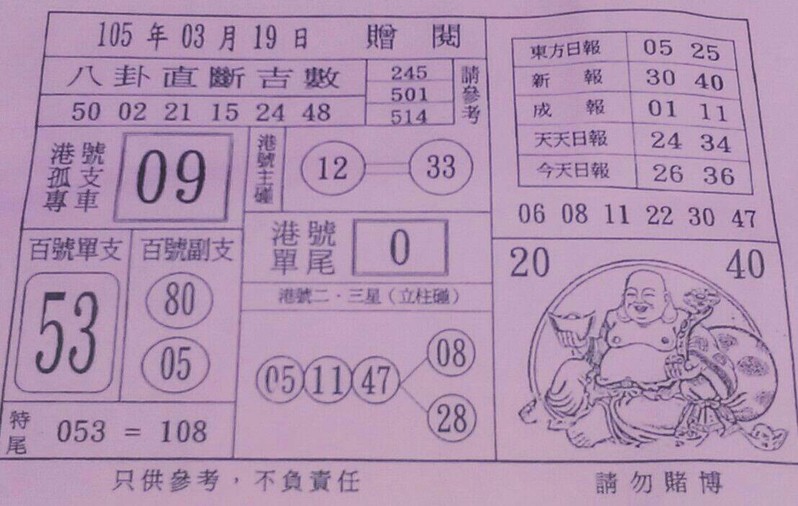 105 年 03 月 19 日 贈 閱
八卦直斷吉數
50 02 21 15 24 48
245
501
514
請參考
港號
孤支
專車
09
港號主碰
12 33
港號
單尾
0
百號單支
53
百號副支
80
05
港號二．三星（立柱碰）
05 11 47
08
28
特尾
053 = 108
東方日報 05 25
新 報 30 40
成 報 01 11
天天日報 24 34
今天日報 26 36
06 08 11 22 30 47
20 40
只供參考，不負責任
請勿賭博